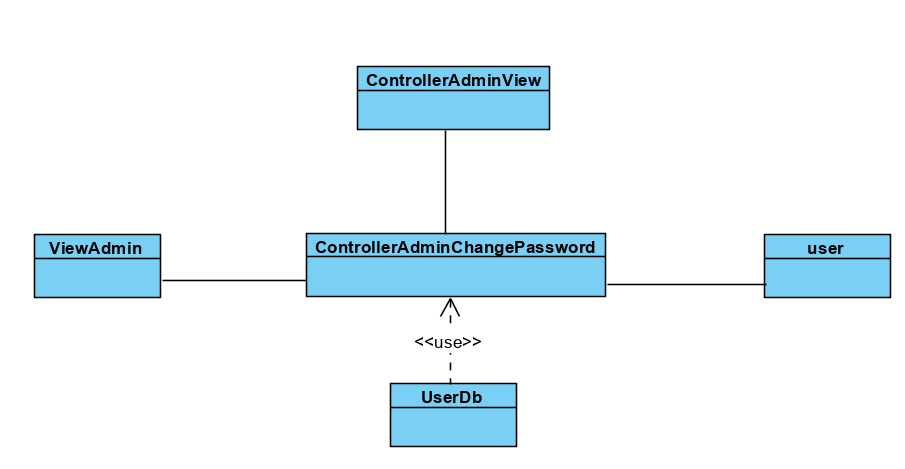 ControllerAdminView
ViewAdmin
ControllerAdminChangePassword
user
<<use>>
UserDb